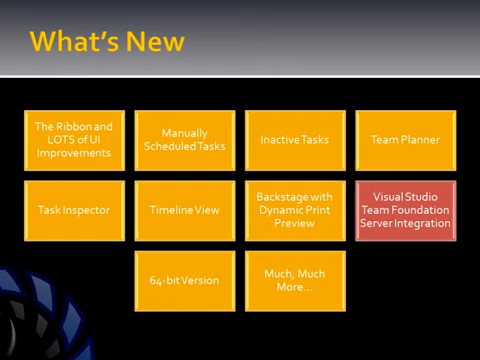 What's New
The Ribbon and
LOTS of UI
Improvements
Manually
Scheduled Tasks
Inactive Tasks
Team Planner
Task Inspector
Timeline View
Backstage with
Dynamic Print
Preview
Visual Studio
Team Foundation
Server Integration
64-bit Version
Much, Much
More...